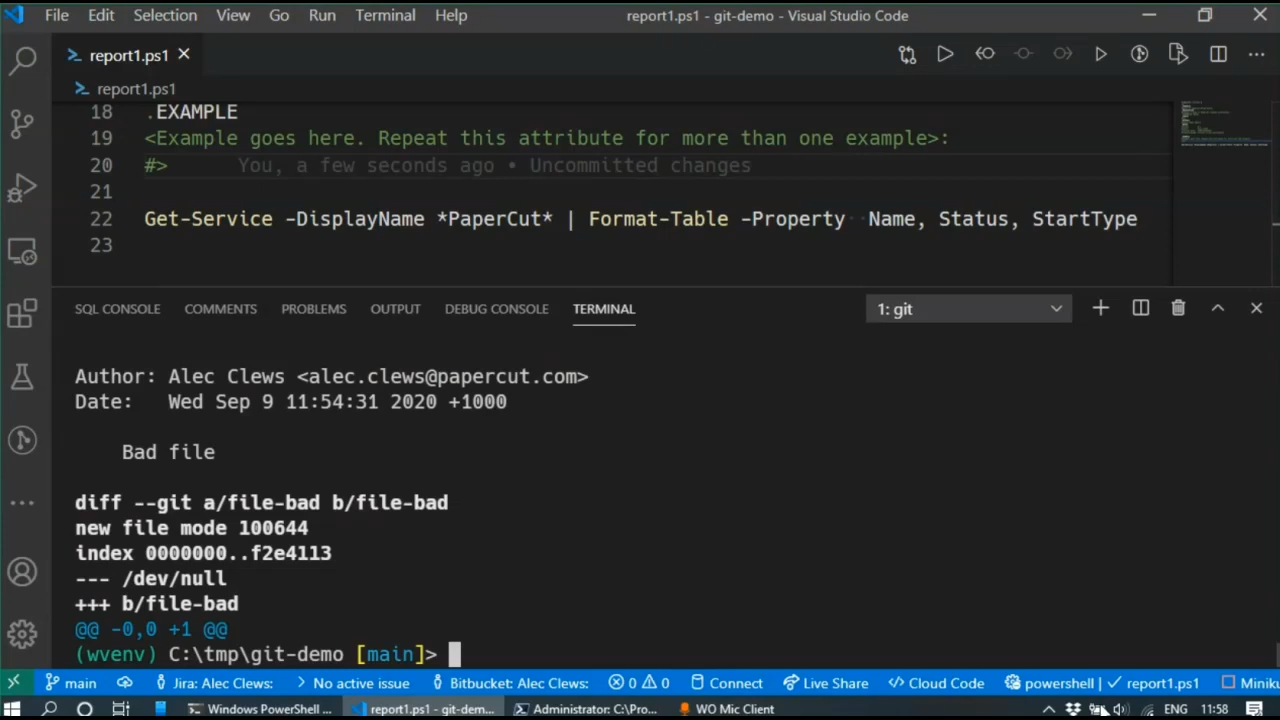 File Edit Selection View Go Run Terminal Help report1.ps1 - git-demo - Visual Studio Code
report1.ps1
report1.ps1
18 .EXAMPLE
19 <Example goes here. Repeat this attribute for more than one example>:
20 #> You, a few seconds ago • Uncommitted changes
21
22 Get-Service -DisplayName *PaperCut* | Format-Table -Property Name, Status, StartType
23
SQL CONSOLE COMMENTS PROBLEMS OUTPUT DEBUG CONSOLE TERMINAL 1: git
Author: Alec Clews <alec.clews@papercut.com>
Date: Wed Sep 9 11:54:31 2020 +1000
Bad file
diff --git a/file-bad b/file-bad
new file mode 100644
index 0000000..f2e4113
--- /dev/null
+++ b/file-bad
@@ -0,0 +1 @@
(wvenv) C:\tmp\git-demo [main]>
main Jira: Alec Clews: No active issue Bitbucket: Alec Clews: 0 0 Connect Live Share Cloud Code powershell | ✓ report1.ps1 Miniku
Windows PowerShell ... report1.ps1 - git-dem... Administrator: C:\Pro... WO Mic Client ENG 11:58